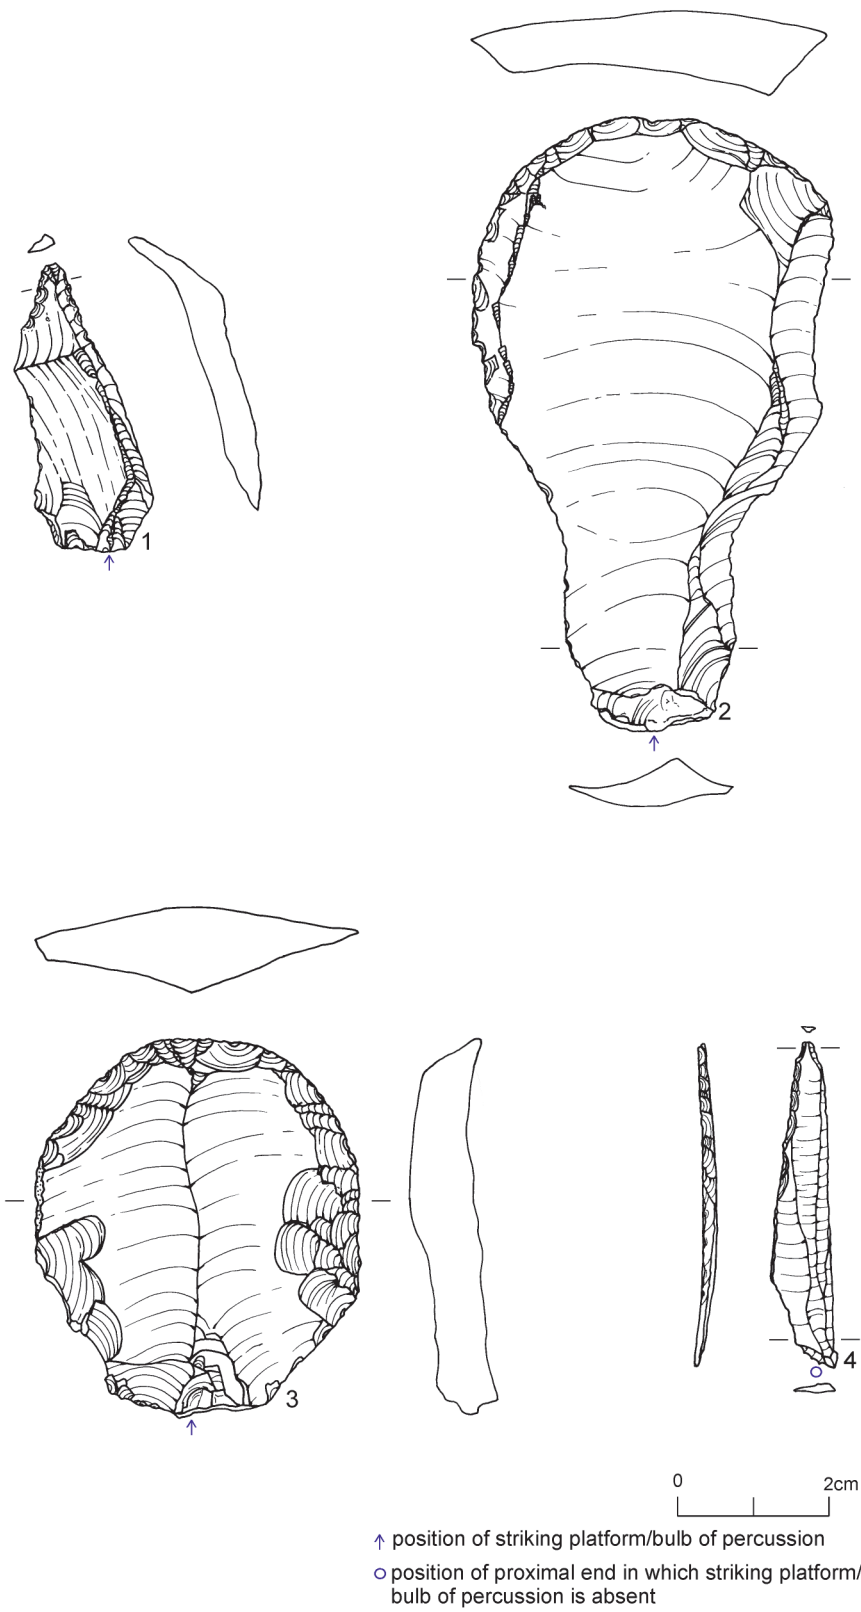 1
2
3
4
0 2cm
position of striking platform/bulb of percussion
position of proximal end in which striking platform/
bulb of percussion is absent